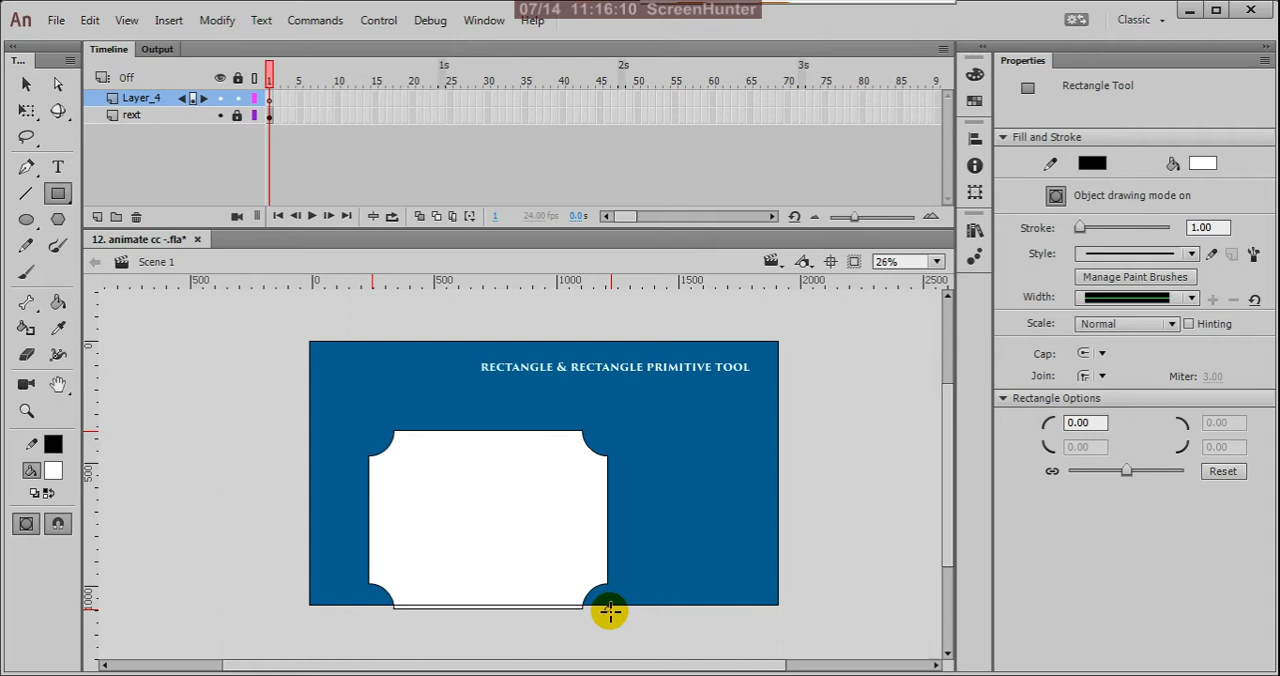 07/14 11:16:10 ScreenHunter
An File Edit View Insert Modify Text Commands Control Debug Window Help Classic
T...
Timeline Output
1s 2s 3s
Off 1 5 10 15 20 25 30 35 40 45 50 55 60 65 70 75 80 85 9
Layer_4
rext
1 24.00 fps 0.0 s
12. animate cc -.fla* x
Scene 1 26%
500 0 500 1000 1500 2000 2500
0
500
1000
RECTANGLE & RECTANGLE PRIMITIVE TOOL
Properties
Rectangle Tool
Fill and Stroke
Object drawing mode on
Stroke: 1.00
Style:
Manage Paint Brushes
Width:
Scale: Normal Hinting
Cap:
Join: Miter: 3.00
Rectangle Options
0.00 0.00
0.00 0.00
Reset